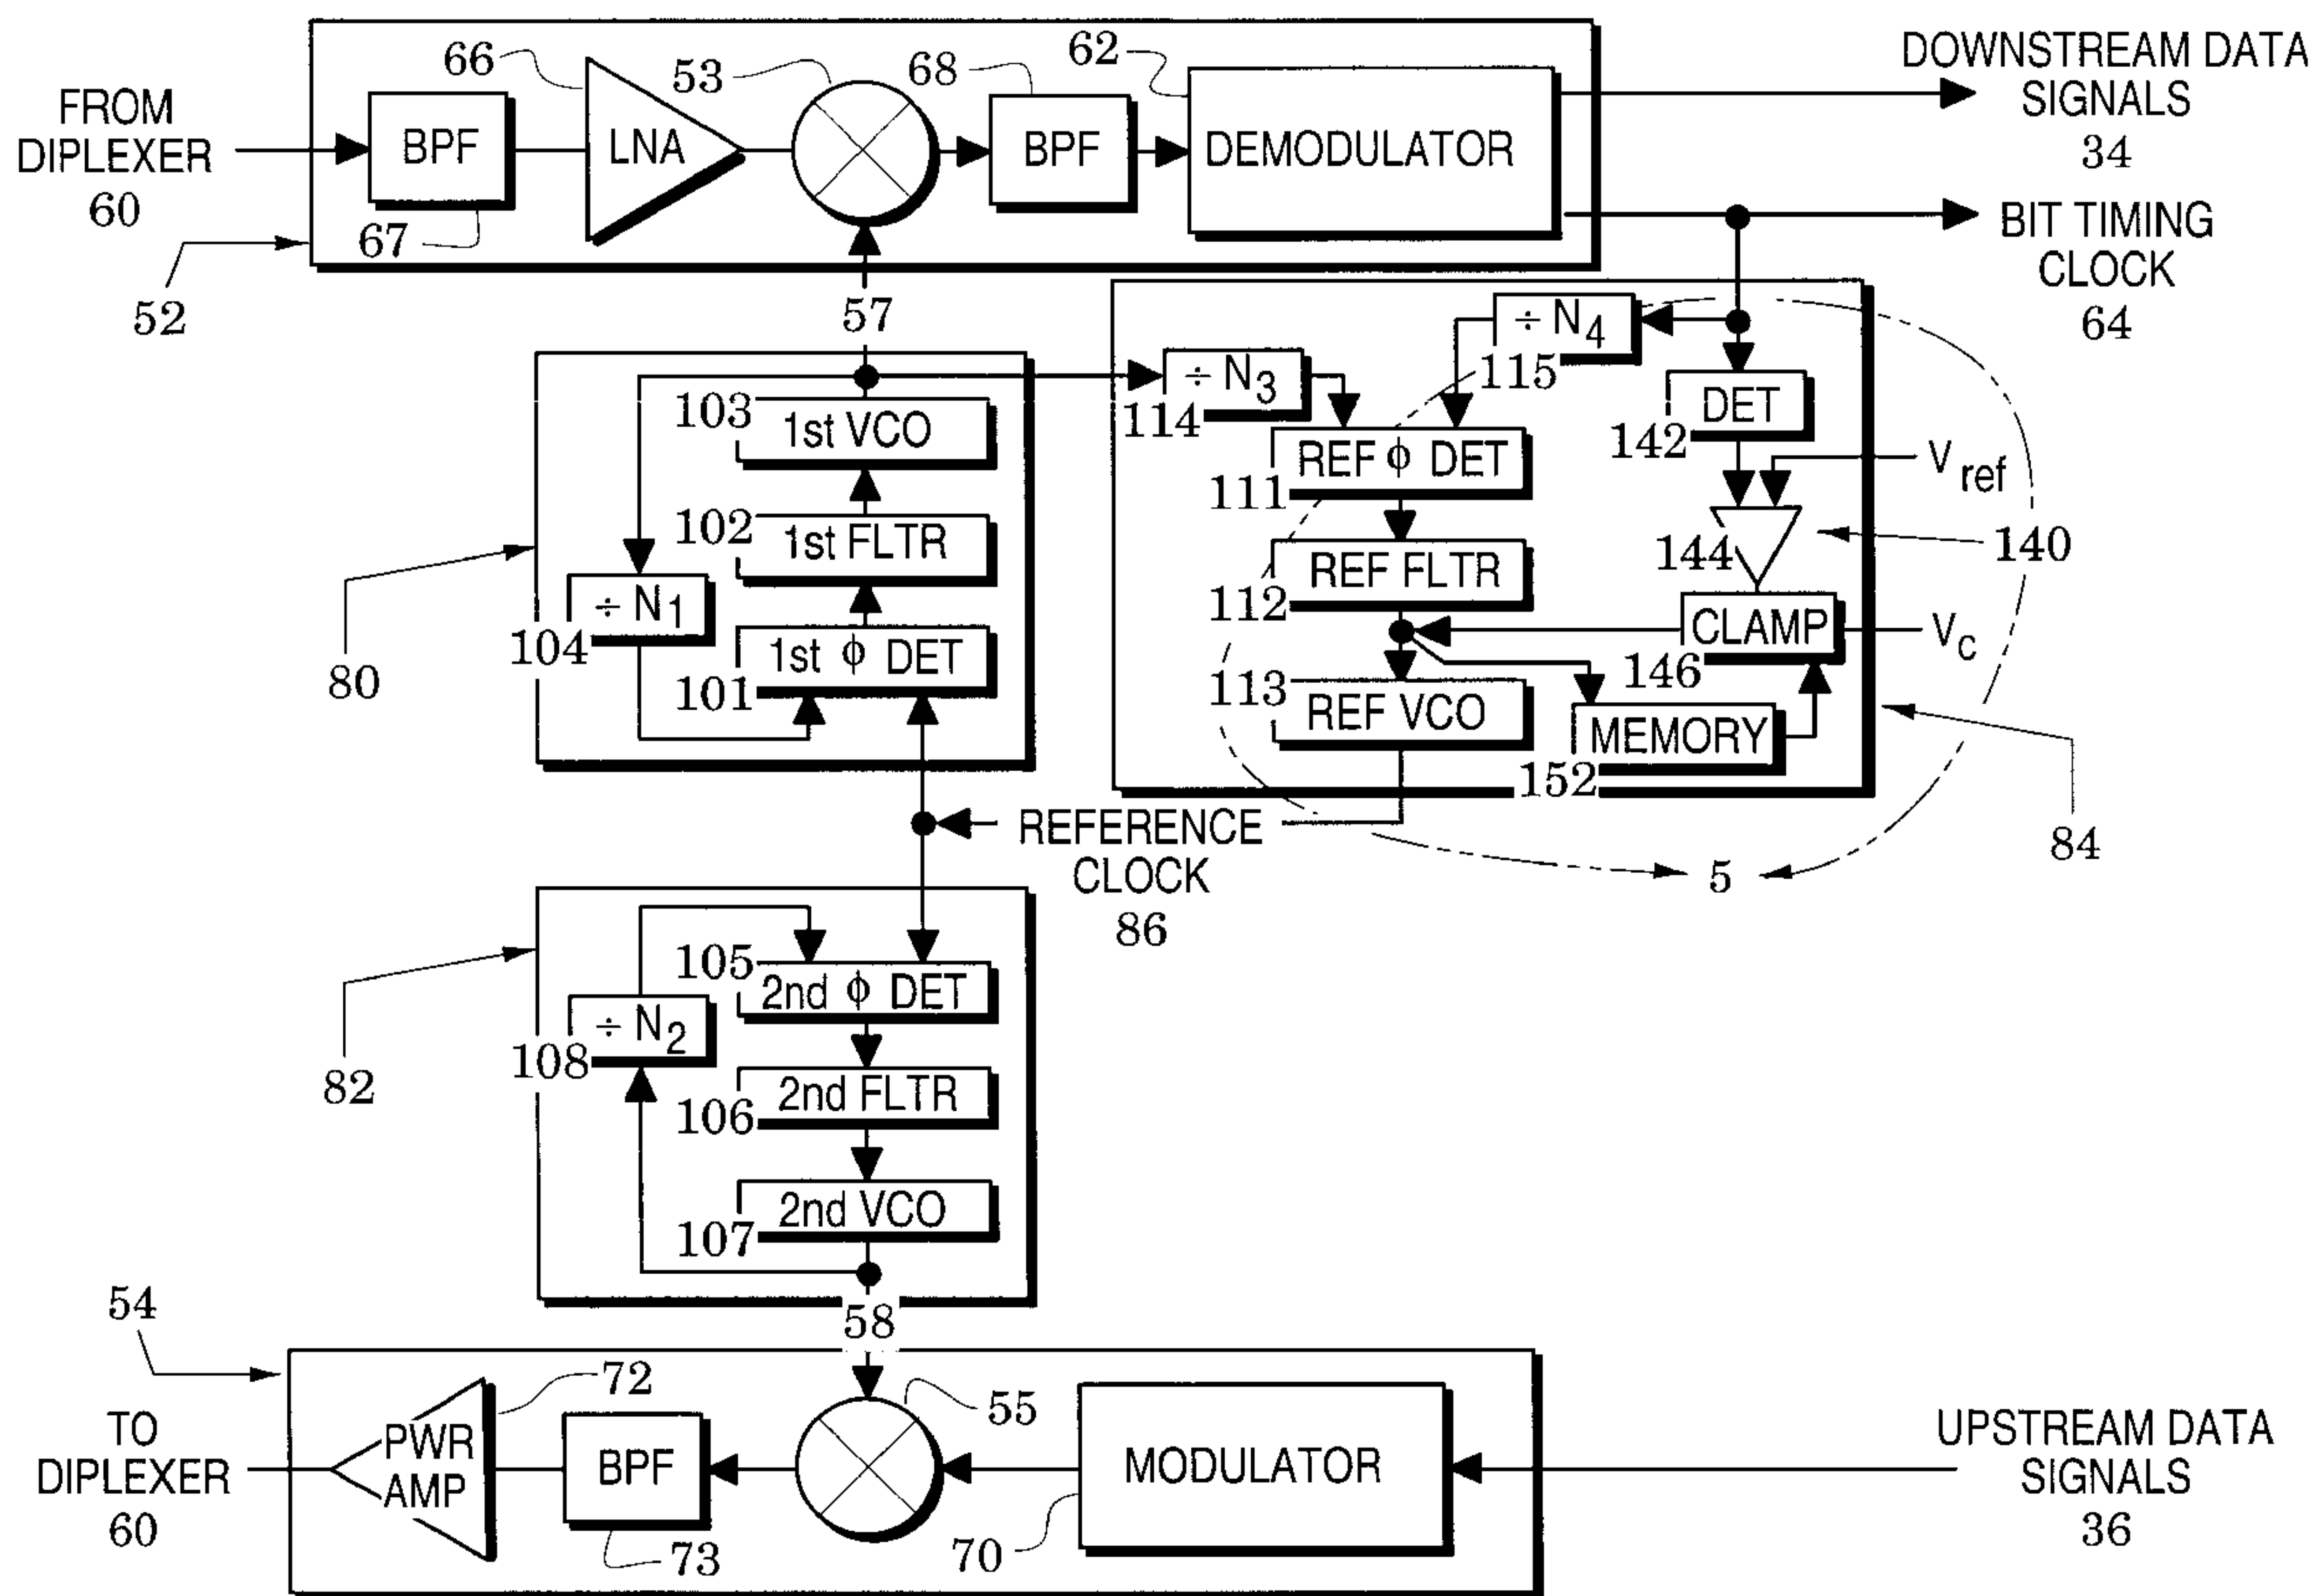 FROM
DIPLEXER
60
52
BPF
67
66
LNA
53
68
BPF
62
DEMODULATOR
DOWNSTREAM DATA
SIGNALS
34
BIT TIMING
CLOCK
64
57
80
103
1st VCO
102
1st FLTR
÷ N1
104
101
1st ϕ DET
÷ N3
114
÷ N4
115
DET
142
REF ϕ DET
111
Vref
REF FLTR
112
144
140
CLAMP
146
Vc
113
REF VCO
MEMORY
152
84
5
REFERENCE
CLOCK
86
82
105
2nd ϕ DET
÷ N2
108
2nd FLTR
106
2nd VCO
107
58
54
TO
DIPLEXER
60
72
PWR
AMP
BPF
73
55
MODULATOR
70
UPSTREAM DATA
SIGNALS
36